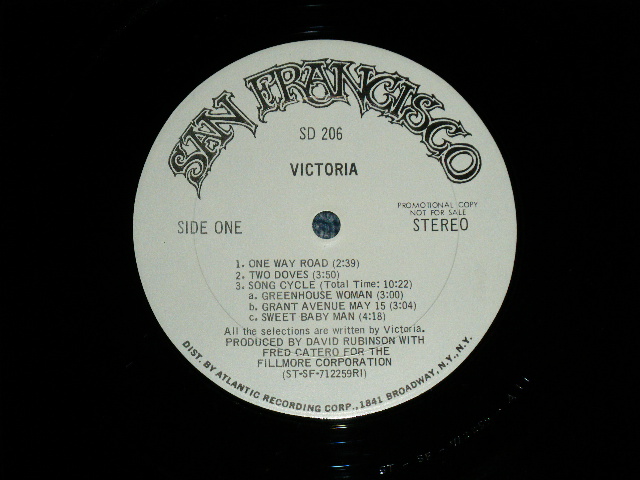 SAN FRANCISCO
SD 206
VICTORIA
PROMOTIONAL COPY
NOT FOR SALE
SIDE ONE
STEREO
1. ONE WAY ROAD (2:39)
2. TWO DOVES (3:50)
3. SONG CYCLE (Total Time: 10:22)
a. GREENHOUSE WOMAN (3:00)
b. GRANT AVENUE MAY 15 (3:04)
c. SWEET BABY MAN (4:18)
All the selections are written by Victoria.
PRODUCED BY DAVID RUBINSON WITH
FRED CATERO FOR THE
FILLMORE CORPORATION
(ST-SF-712259RI)
DIST. BY ATLANTIC RECORDING CORP., 1841 BROADWAY, N.Y., N.Y.